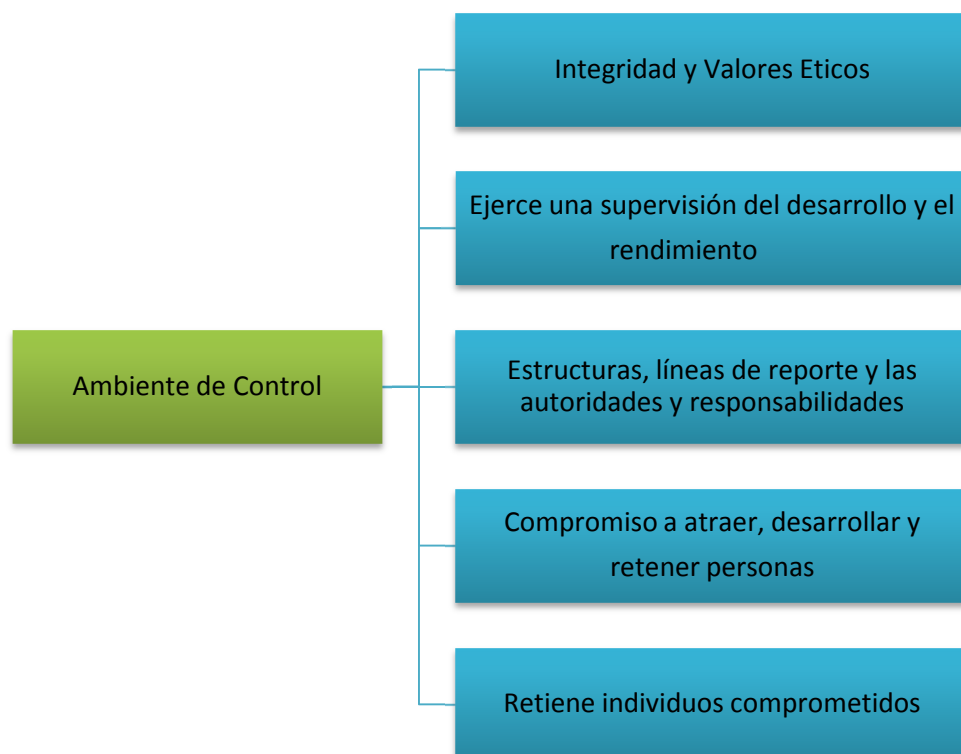 Integridad y Valores Eticos
Ejerce una supervisión del desarrollo y el
rendimiento
Ambiente de Control
Estructuras, líneas de reporte y las
autoridades y responsabilidades
Compromiso a atraer, desarrollar y
retener personas
Retiene individuos comprometidos